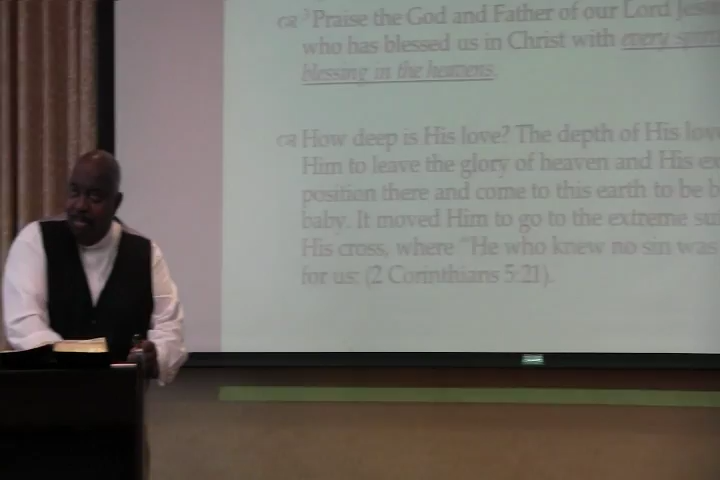 ³Praise the God and Father of our Lord
who has blessed us in Christ with every
blessing in the heavens.
How deep is His love? The depth of His
Him to leave the glory of heaven and His
position there and come to this earth to be
baby. It moved Him to go to the extreme
His cross, where "He who knew no sin was
for us: (2 Corinthians 5:21).